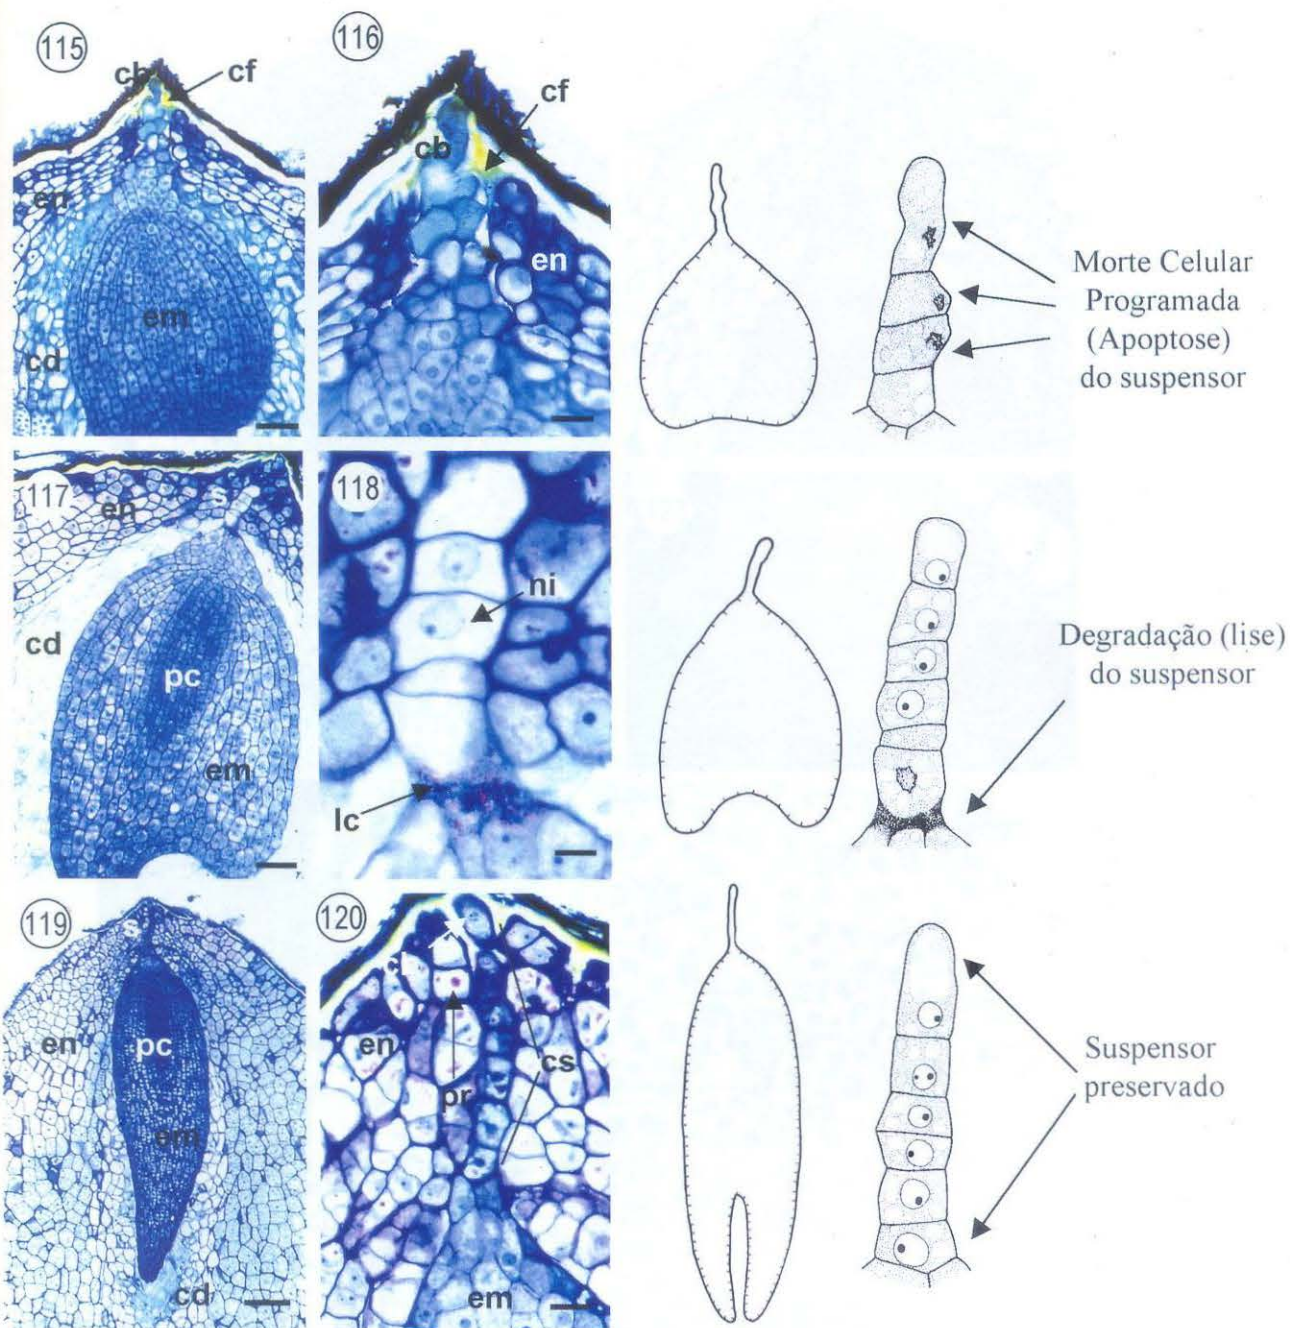 115
cb
cf
en
em
cd
116
cf
cb
en
Morte Celular
Programada
(Apoptose)
do suspensor
117
s
en
cd
pc
em
118
ni
lc
Degradação (lise)
do suspensor
119
s
en
pc
em
cd
120
en
cs
pr
em
Suspensor
preservado